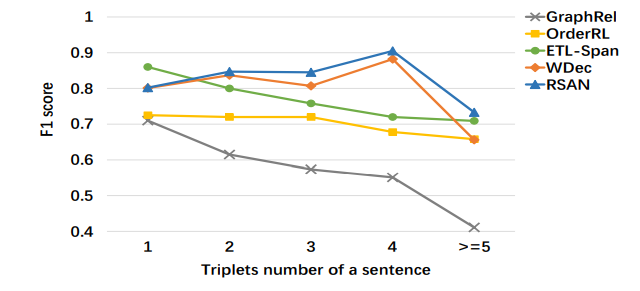 1
0.9
0.8
0.7
0.6
0.5
0.4
F1 score
1 2 3 4 >=5
Triplets number of a sentence
GraphRel
OrderRL
ETL-Span
WDec
RSAN